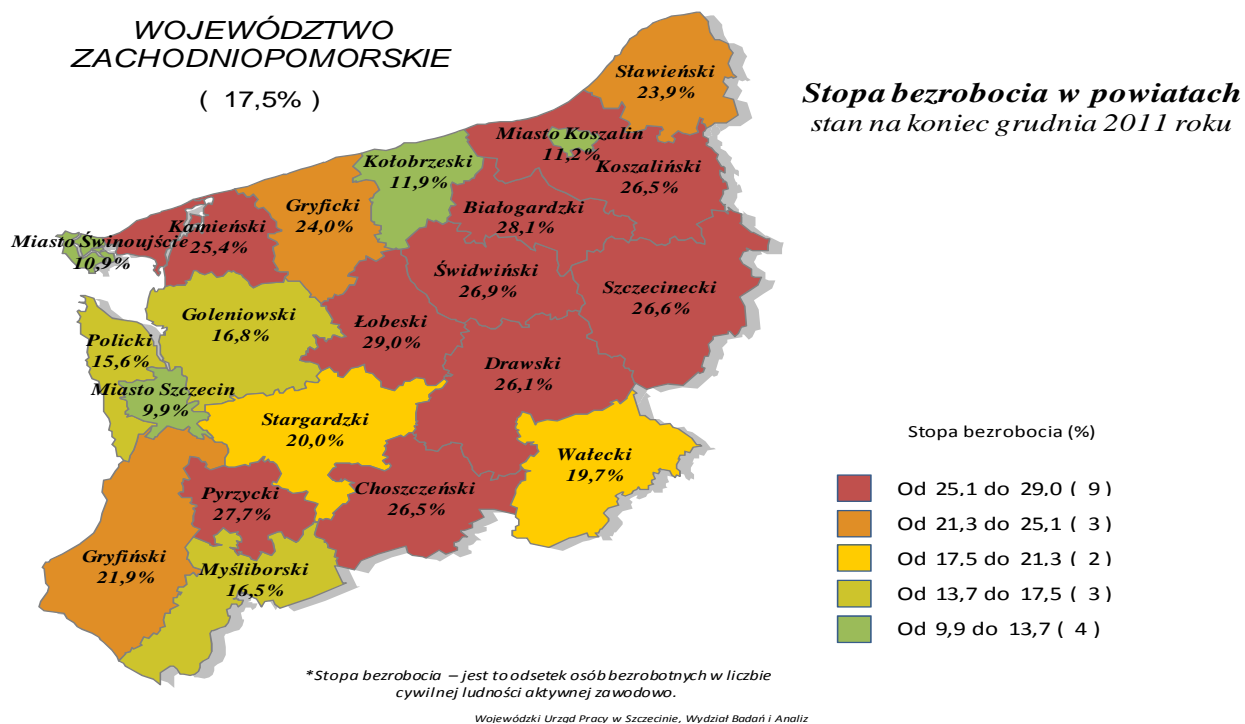 WOJEWÓDZTWO
ZACHODNIOPOMORSKIE
( 17,5% )
Stopa bezrobocia w powiatach
stan na koniec grudnia 2011 roku
Sławieński
23,9%
Miasto Koszalin
11,2%
Koszaliński
26,5%
Kołobrzeski
11,9%
Gryficki
24,0%
Białogardzki
28,1%
Kamieński
25,4%
Miasto Świnoujście
10,9%
Świdwiński
26,9%
Szczecinecki
26,6%
Goleniowski
16,8%
Łobeski
29,0%
Policki
15,6%
Drawski
26,1%
Miasto Szczecin
9,9%
Stargardzki
20,0%
Wałecki
19,7%
Pyrzycki
27,7%
Choszczeński
26,5%
Gryfiński
21,9%
Myśliborski
16,5%
Stopa bezrobocia (%)
Od 25,1 do 29,0 ( 9)
Od 21,3 do 25,1 ( 3)
Od 17,5 do 21,3 ( 2)
Od 13,7 do 17,5 ( 3)
Od 9,9 do 13,7 ( 4)
*Stopa bezrobocia – jest to odsetek osób bezrobotnych w liczbie
cywilnej ludności aktywnej zawodowo.
Wojewódzki Urząd Pracy w Szczecinie, Wydział Badań i Analiz